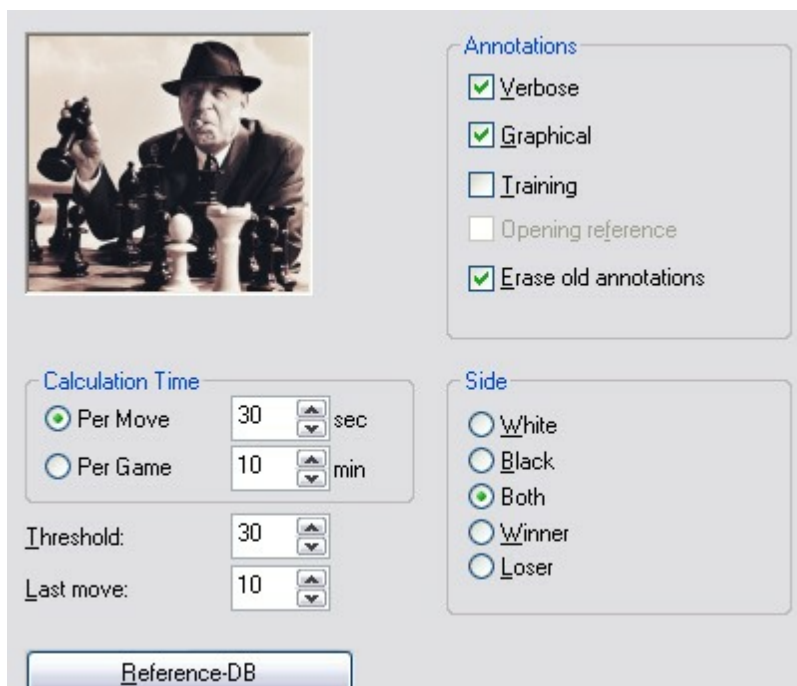 Annotations
Verbose
Graphical
Training
Opening reference
Erase old annotations
Calculation Time
Per Move 30 sec
Per Game 10 min
Threshold: 30
Last move: 10
Side
White
Black
Both
Winner
Loser
Reference-DB